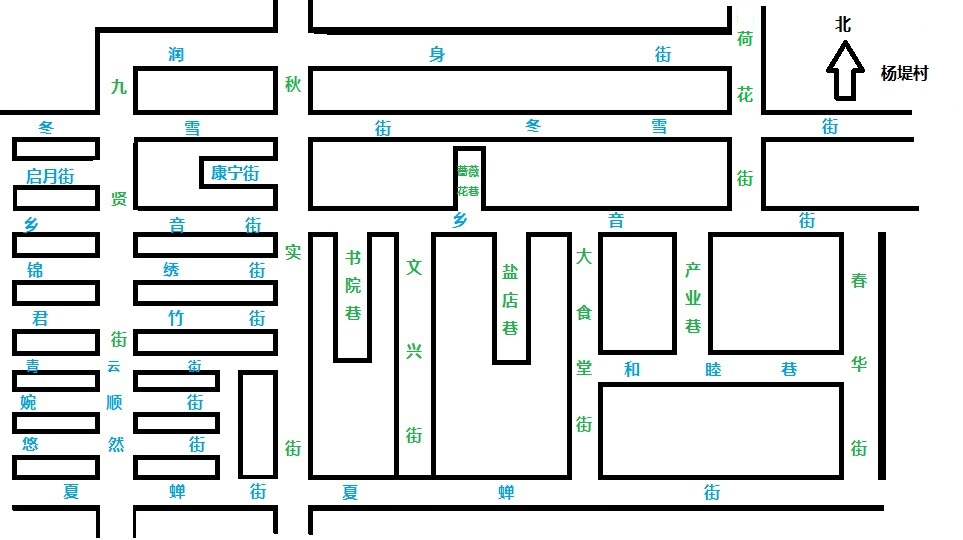 北
杨堤村
润身街
冬雪街冬雪街
启月街
康宁街
乡音街乡音街
锦绣街
君竹街
青云街
婉顺街
悠然街
夏蝉街夏蝉街
和睦巷
九贤街
秋实街
荷花街
蔷薇
花巷
书院巷
文兴街
盐店巷
大食堂街
产业巷
春华街